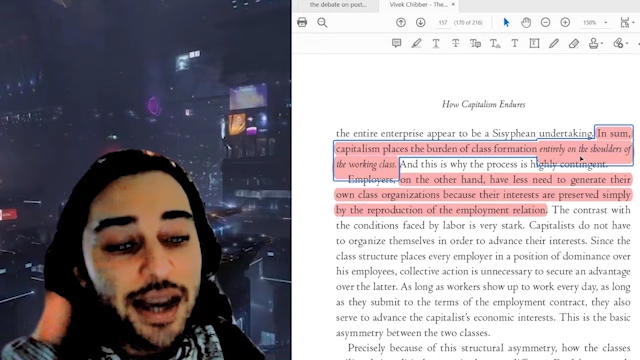 the debate on post...
Vivek Chibber - The...
157 (170 of 216)
150%
How Capitalism Endures
the entire enterprise appear to be a Sisyphean undertaking. In sum,
capitalism places the burden of class formation entirely on the shoulders of
the working class. And this is why the process is highly contingent.
Employers, on the other hand, have less need to generate their
own class organizations because their interests are preserved simply
by the reproduction of the employment relation. The contrast with
the conditions faced by labor is very stark. Capitalists do not have
to organize themselves in order to advance their interests. Since the
class structure places every employer in a position of dominance over
his employees, collective action is unnecessary to secure an advantage
over the latter. As long as workers show up to work every day, as long
as they submit to the terms of the employment contract, they also
serve to advance the capitalist's economic interests. This is the basic
asymmetry between the two classes.
Precisely because of this structural asymmetry, how the classes